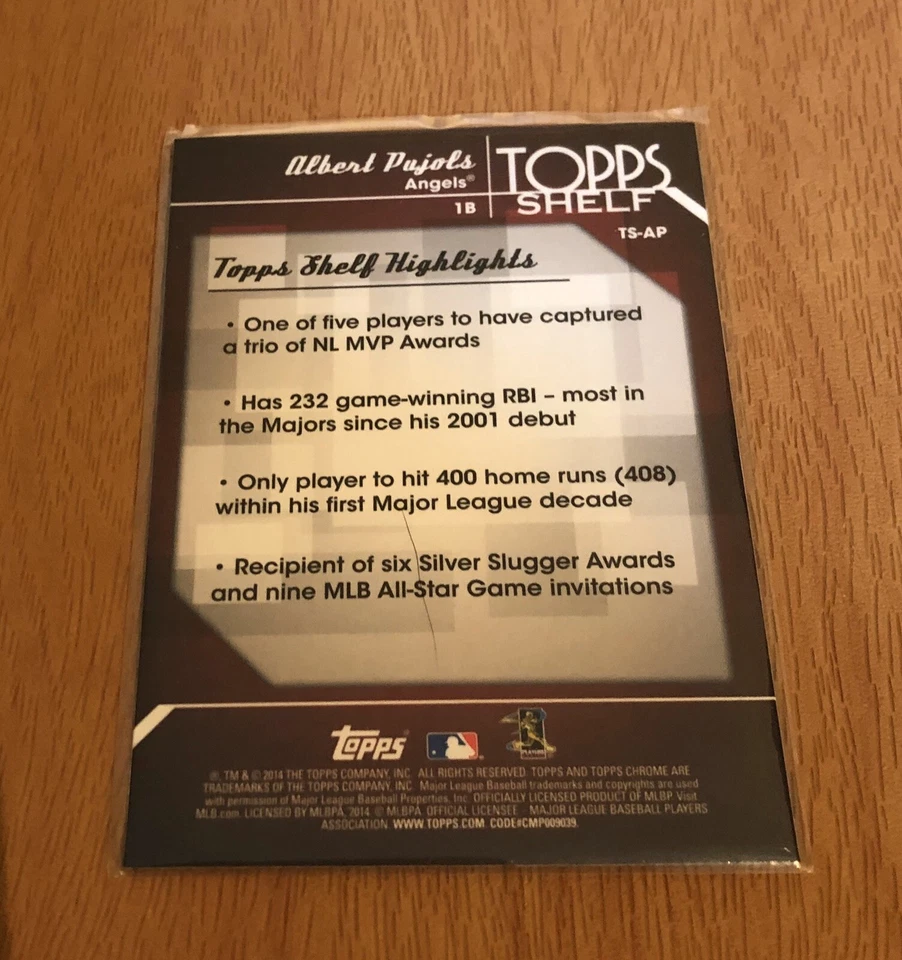 Albert Pujols
Angels®
1B
TOPPS
SHELF
TS-AP
Topps Shelf Highlights
• One of five players to have captured
a trio of NL MVP Awards
• Has 232 game-winning RBI – most in
the Majors since his 2001 debut
• Only player to hit 400 home runs (408)
within his first Major League decade
• Recipient of six Silver Slugger Awards
and nine MLB All-Star Game invitations
TOPPS
®, TM & © 2014 THE TOPPS COMPANY, INC. ALL RIGHTS RESERVED. TOPPS AND TOPPS CHROME ARE
TRADEMARKS OF THE TOPPS COMPANY, INC. Major League Baseball trademarks and copyrights are used
with permission of Major League Baseball Properties, Inc. OFFICIALLY LICENSED PRODUCT OF MLBP Visit
MLB.com. LICENSED BY MLBPA, 2014 © MLBPA OFFICIAL LICENSEE - MAJOR LEAGUE BASEBALL PLAYERS
ASSOCIATION. WWW.TOPPS.COM. CODE#CMP009039